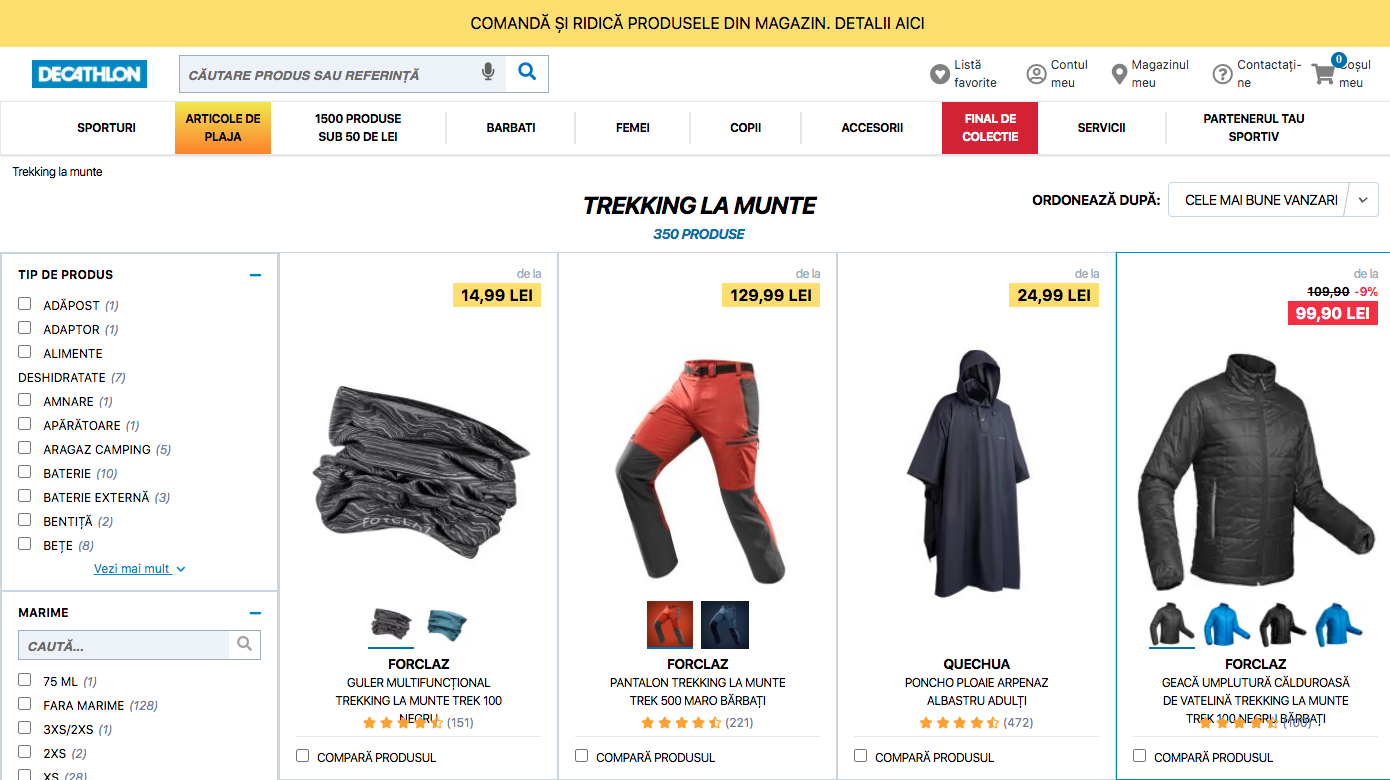 COMANDĂ ȘI RIDICĂ PRODUSELE DIN MAGAZIN. DETALII AICI
DECATHLON
CĂUTARE PRODUS SAU REFERINȚĂ
Listă
favorite
Contul
meu
Magazinul
meu
Contactați-
ne
0
Coșul
meu
SPORTURI
ARTICOLE DE
PLAJA
1500 PRODUSE
SUB 50 DE LEI
BARBATI
FEMEI
COPII
ACCESORII
FINAL DE
COLECTIE
SERVICII
PARTENERUL TAU
SPORTIV
Trekking la munte
TREKKING LA MUNTE
350 PRODUSE
ORDONEAZĂ DUPĂ:
CELE MAI BUNE VANZARI
TIP DE PRODUS
ADĂPOST (1)
ADAPTOR (1)
ALIMENTE
DESHIDRATATE (7)
AMNARE (1)
APĂRĂTOARE (1)
ARAGAZ CAMPING (5)
BATERIE (10)
BATERIE EXTERNĂ (3)
BENTIȚĂ (2)
BEȚE (8)
Vezi mai mult
MARIME
CAUTĂ...
75 ML (1)
FARA MARIME (128)
3XS/2XS (1)
2XS (2)
XS (28)
de la
14,99 LEI
FORCLAZ
FORCLAZ
GULER MULTIFUNCȚIONAL
TREKKING LA MUNTE TREK 100
NEGRU
(151)
COMPARĂ PRODUSUL
de la
129,99 LEI
FORCLAZ
PANTALON TREKKING LA MUNTE
TREK 500 MARO BĂRBAȚI
(221)
COMPARĂ PRODUSUL
de la
24,99 LEI
QUECHUA
PONCHO PLOAIE ARPENAZ
ALBASTRU ADULȚI
(472)
COMPARĂ PRODUSUL
de la
109,90 -9%
99,90 LEI
FORCLAZ
GEACĂ UMPLUTURĂ CĂLDUROASĂ
DE VATELINĂ TREKKING LA MUNTE
TREK 100 NEGRU BĂRBAȚI
COMPARĂ PRODUSUL